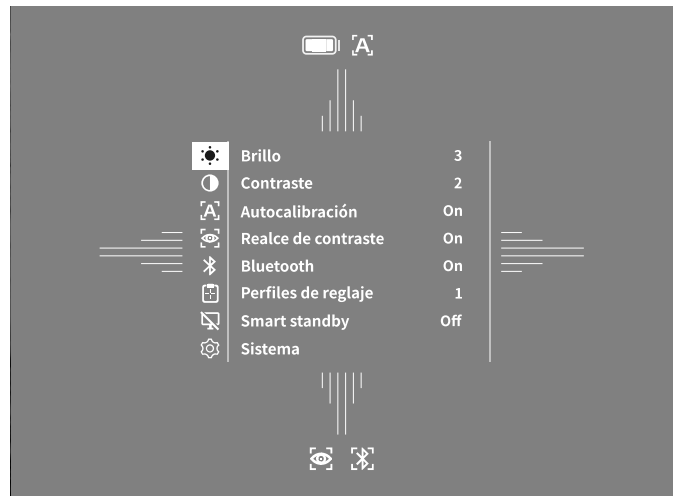 [A]
Brillo 3
Contraste 2
[A] Autocalibración On
Realce de contraste On
Bluetooth On
Perfiles de reglaje 1
Smart standby Off
Sistema